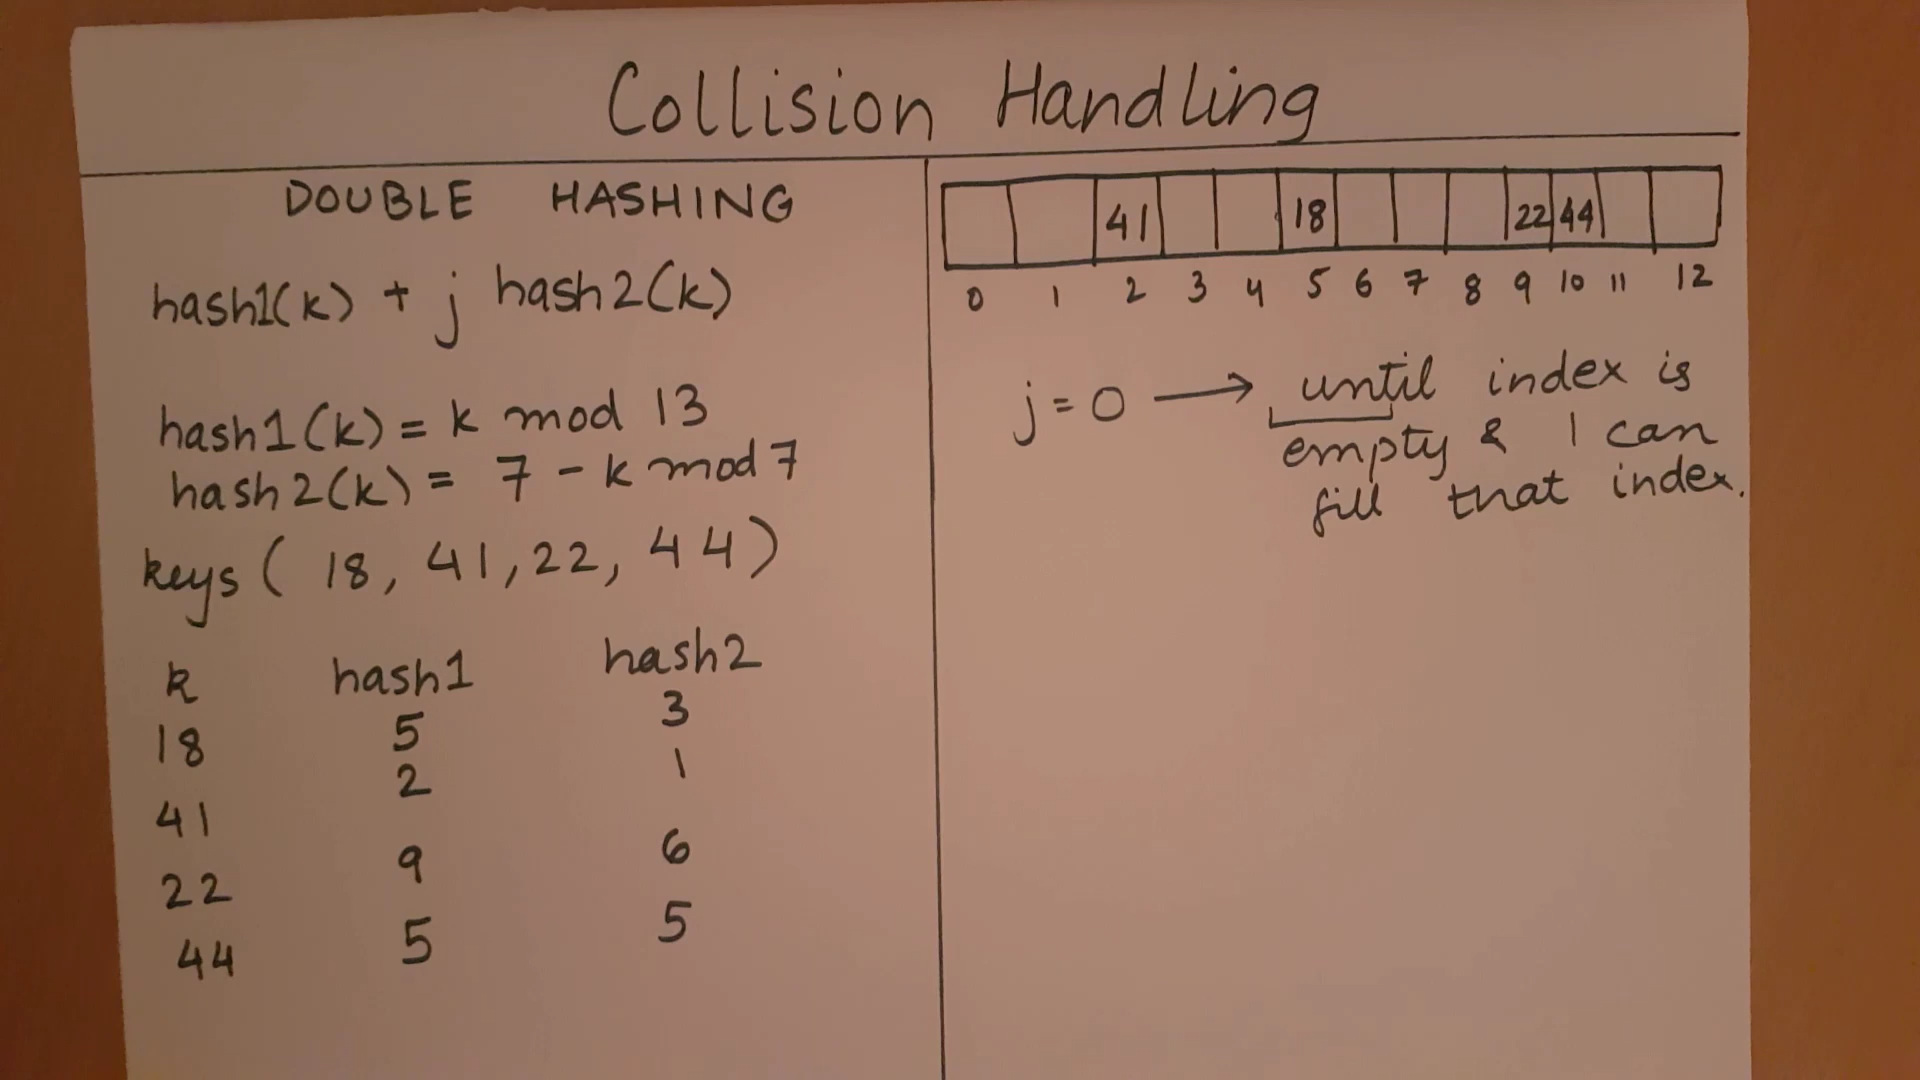 Collision Handling
DOUBLE HASHING
hash1(k) + j hash2(k)
hash1(k) = k mod 13
hash2(k) = 7 - k mod 7
keys ( 18, 41, 22, 44)
k hash1 hash2
18 5 3
41 2 1
22 9 6
44 5 5
41 18 22 44
0 1 2 3 4 5 6 7 8 9 10 11 12
j = 0 → until index is
empty & I can
fill that index.